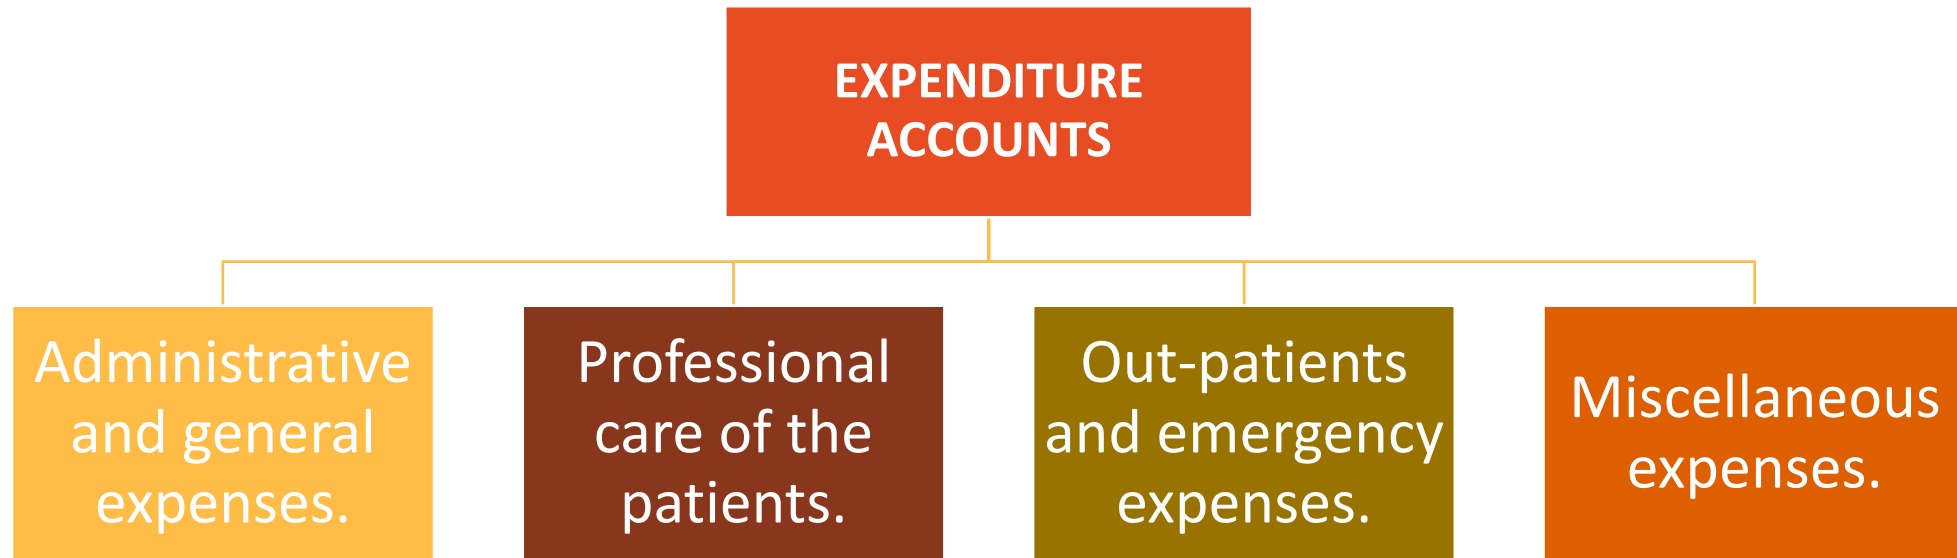 EXPENDITURE
ACCOUNTS
Administrative
and general
expenses.
Professional
care of the
patients.
Out-patients
and emergency
expenses.
Miscellaneous
expenses.